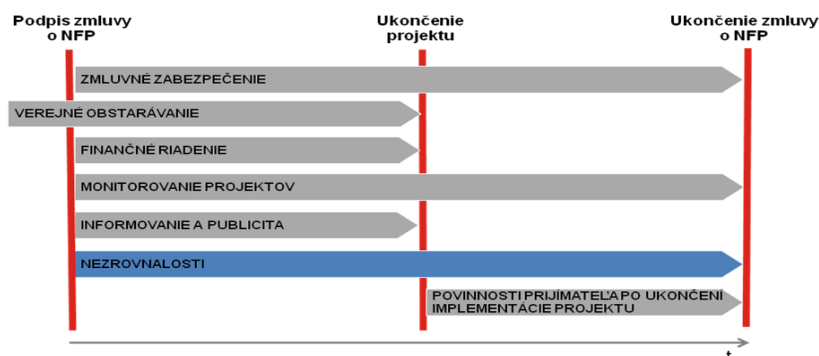 Podpis zmluvy
o NFP
Ukončenie
projektu
Ukončenie zmluvy
o NFP
ZMLUVNÉ ZABEZPEČENIE
VEREJNÉ OBSTARÁVANIE
FINANČNÉ RIADENIE
MONITOROVANIE PROJEKTOV
INFORMOVANIE A PUBLICITA
NEZROVNALOSTI
POVINNOSTI PRIJÍMATEĽA PO UKONČENÍ
IMPLEMENTÁCIE PROJEKTU
t